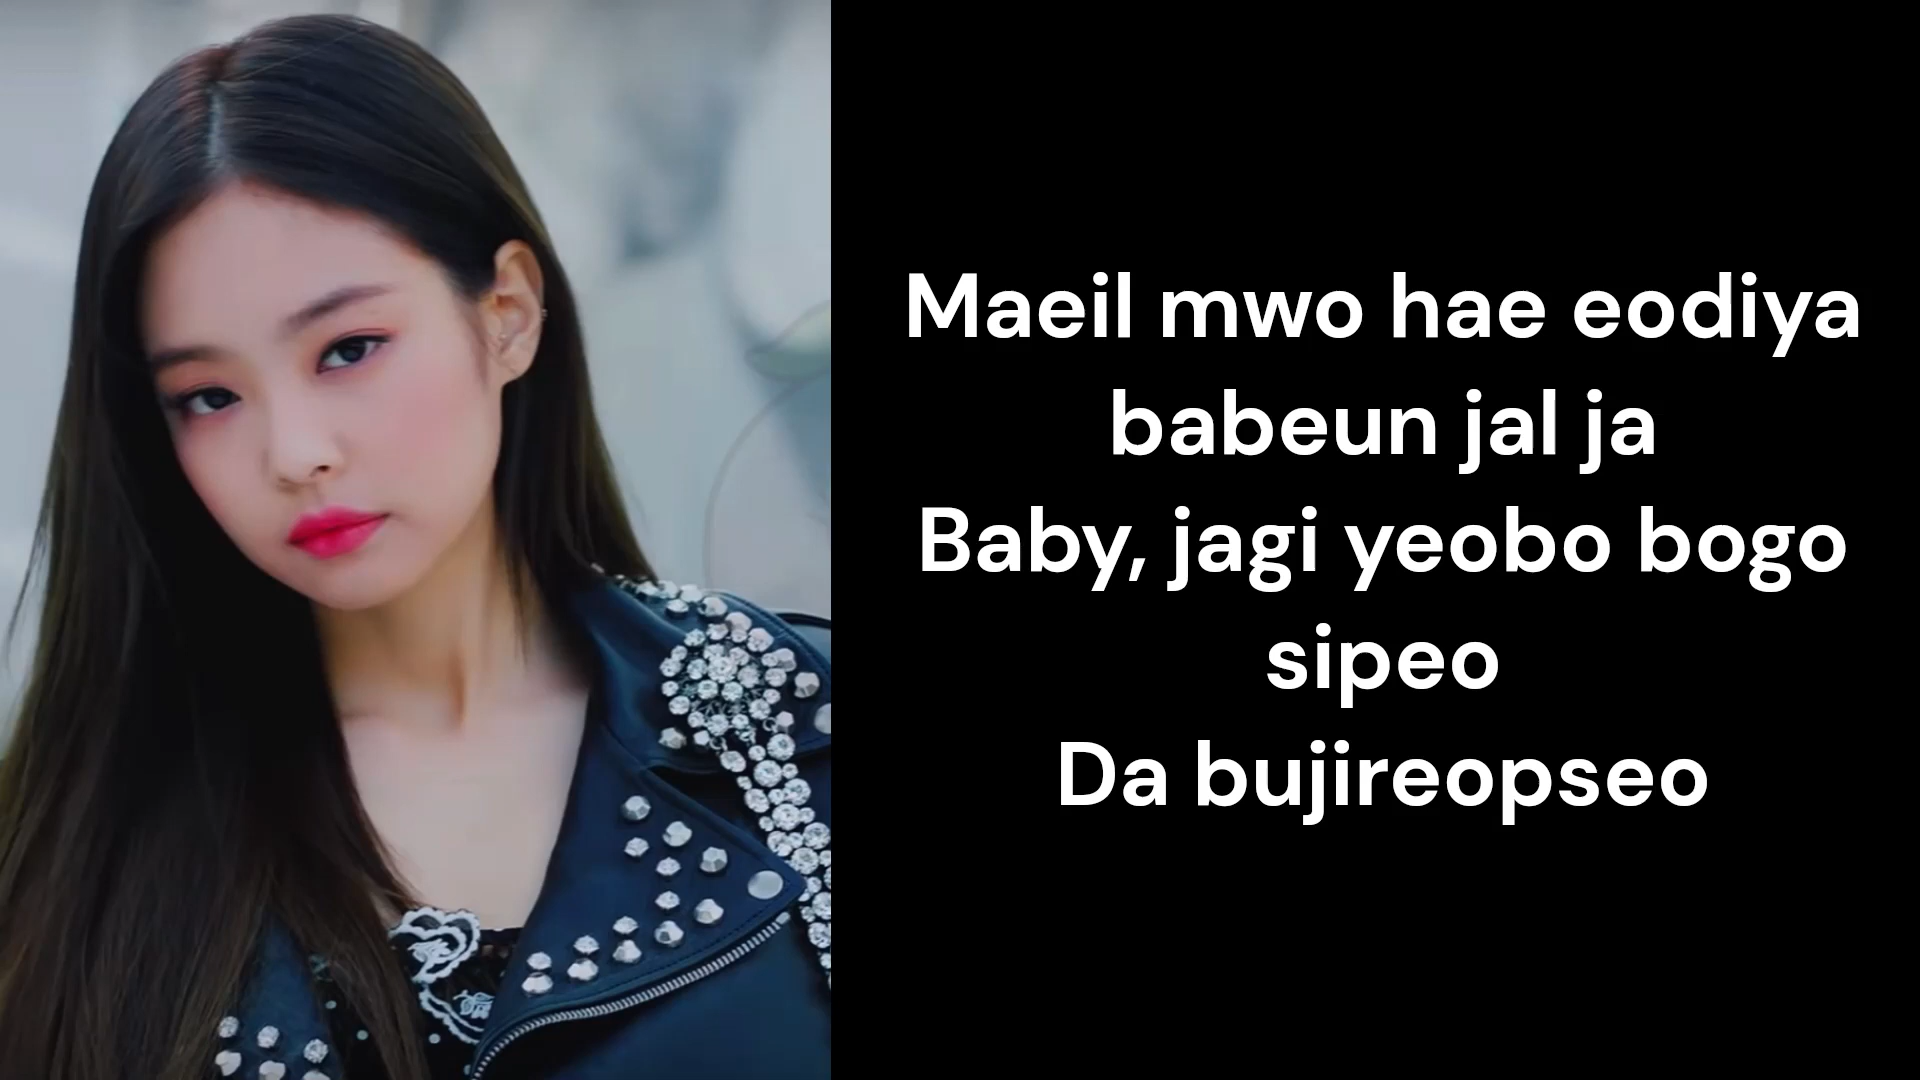 Maeil mwo hae eodiya
babeun jal ja
Baby, jagi yeobo bogo
sipeo
Da bujireopseo